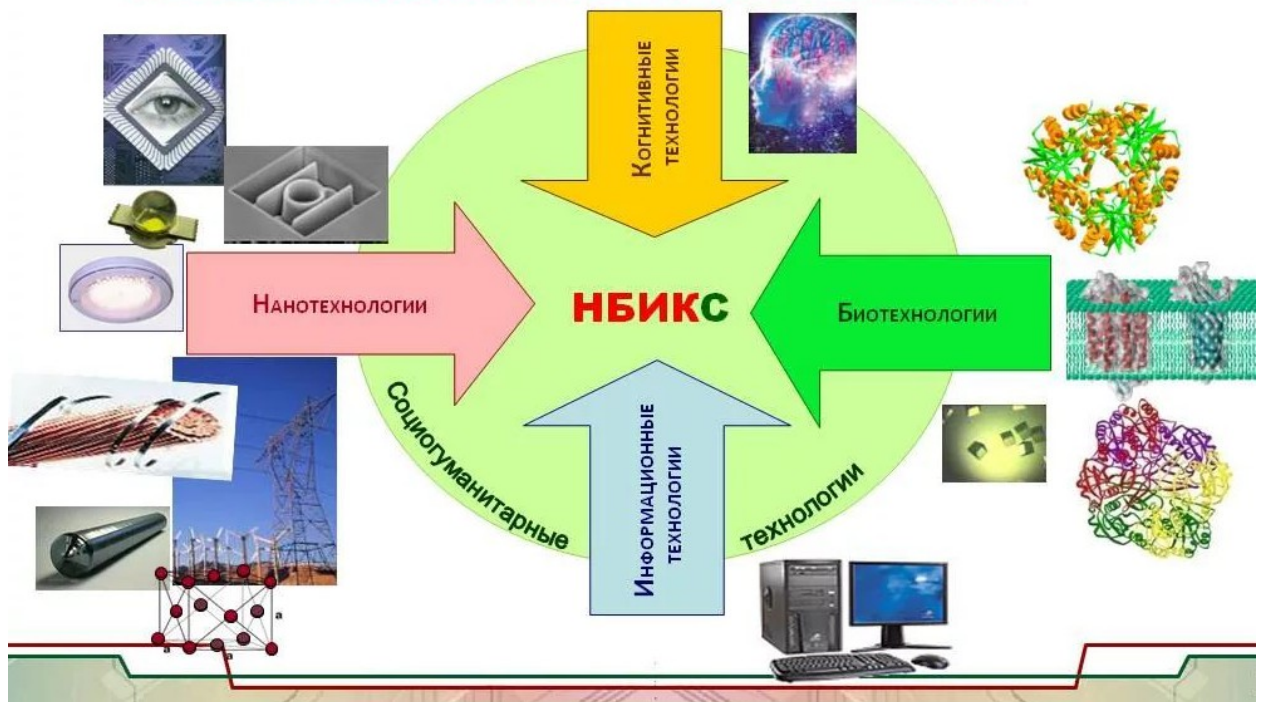 Когнитивные
технологии
Нанотехнологии
НБИКС
Биотехнологии
Социогуманитарные
технологии
Информационные
технологии
a
a
a